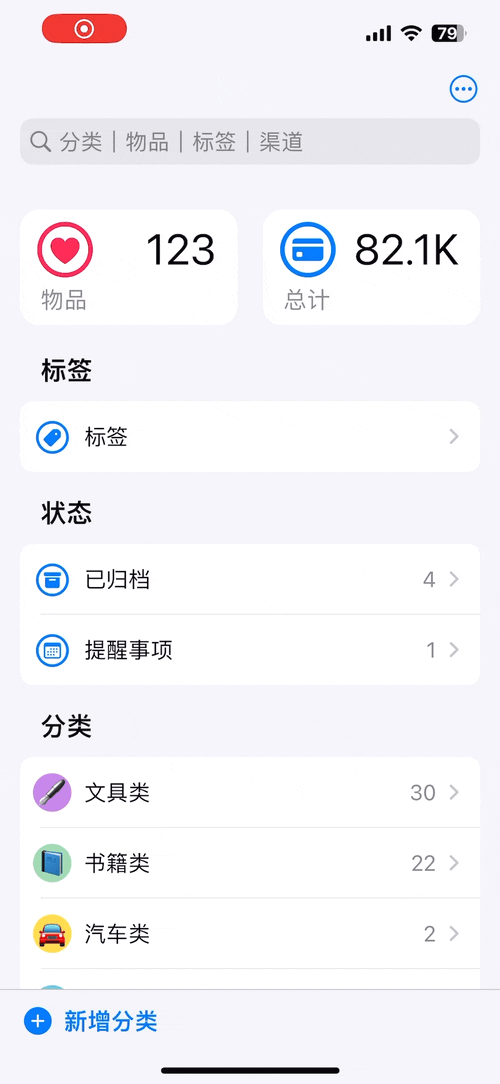 79
分类 | 物品 | 标签 | 渠道
123
物品
82.1K
总计
标签
标签
状态
已归档 4
提醒事项 1
分类
文具类 30
书籍类 22
汽车类 2
新增分类